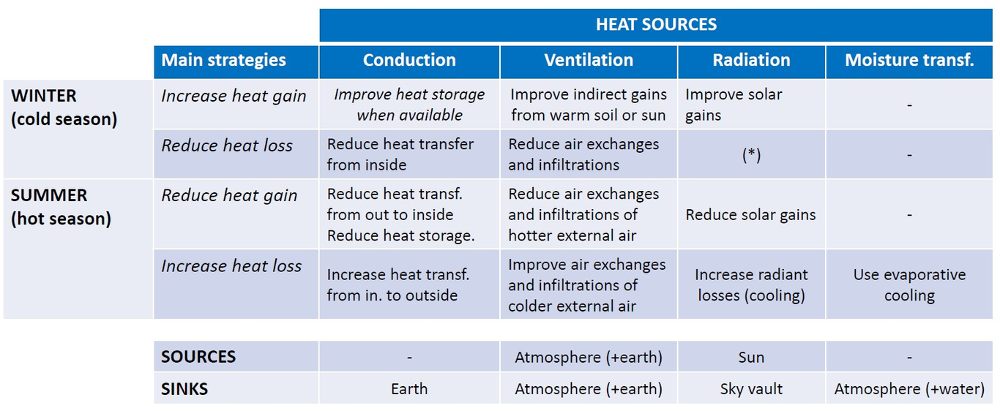 HEAT SOURCES
Main strategies
Conduction
Ventilation
Radiation
Moisture transf.
WINTER
(cold season)
Increase heat gain
Improve heat storage
when available
Improve indirect gains
from warm soil or sun
Improve solar
gains
-
Reduce heat loss
Reduce heat transfer
from inside
Reduce air exchanges
and infiltrations
(*)
-
SUMMER
(hot season)
Reduce heat gain
Reduce heat transf.
from out to inside
Reduce heat storage.
Reduce air exchanges
and infiltrations of
hotter external air
Reduce solar gains
-
Increase heat loss
Increase heat transf.
from in. to outside
Improve air exchanges
and infiltrations of
colder external air
Increase radiant
losses (cooling)
Use evaporative
cooling
SOURCES
-
Atmosphere (+earth)
Sun
-
SINKS
Earth
Atmosphere (+earth)
Sky vault
Atmosphere (+water)